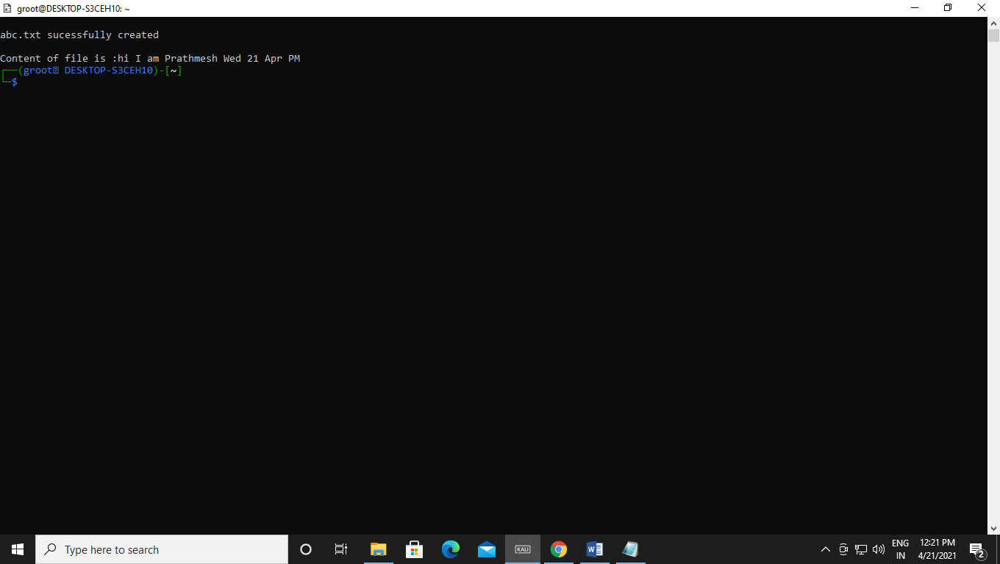 groot@DESKTOP-S3CEH10: ~
abc.txt sucessfully created
Content of file is :hi I am Prathmesh Wed 21 Apr PM
┌──(groot⍰ DESKTOP-S3CEH10)-[~]
└─$
Type here to search
KALI
W
ENG
IN
12:21 PM
4/21/2021
2